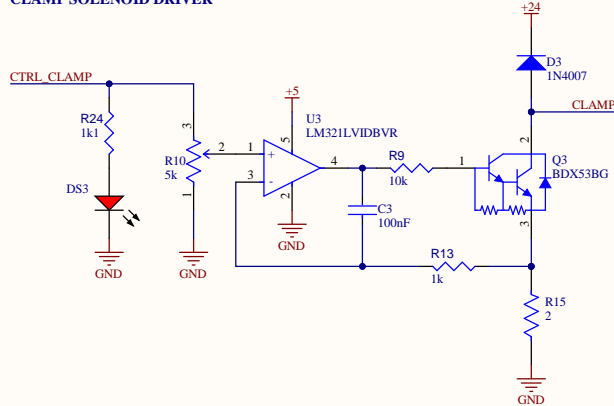 CLAMP SOLENOID DRIVER
+24
D3
1N4007
CTRL_CLAMP
CLAMP
+5
R24
1k1
3
U3
LM321LVIDBVR
5
2
R10
5k
2
1
+
4
R9
10k
1
Q3
BDX53BG
3
-
2
1
DS3
C3
100nF
3
GND
GND
GND
R13
1k
R15
2
GND